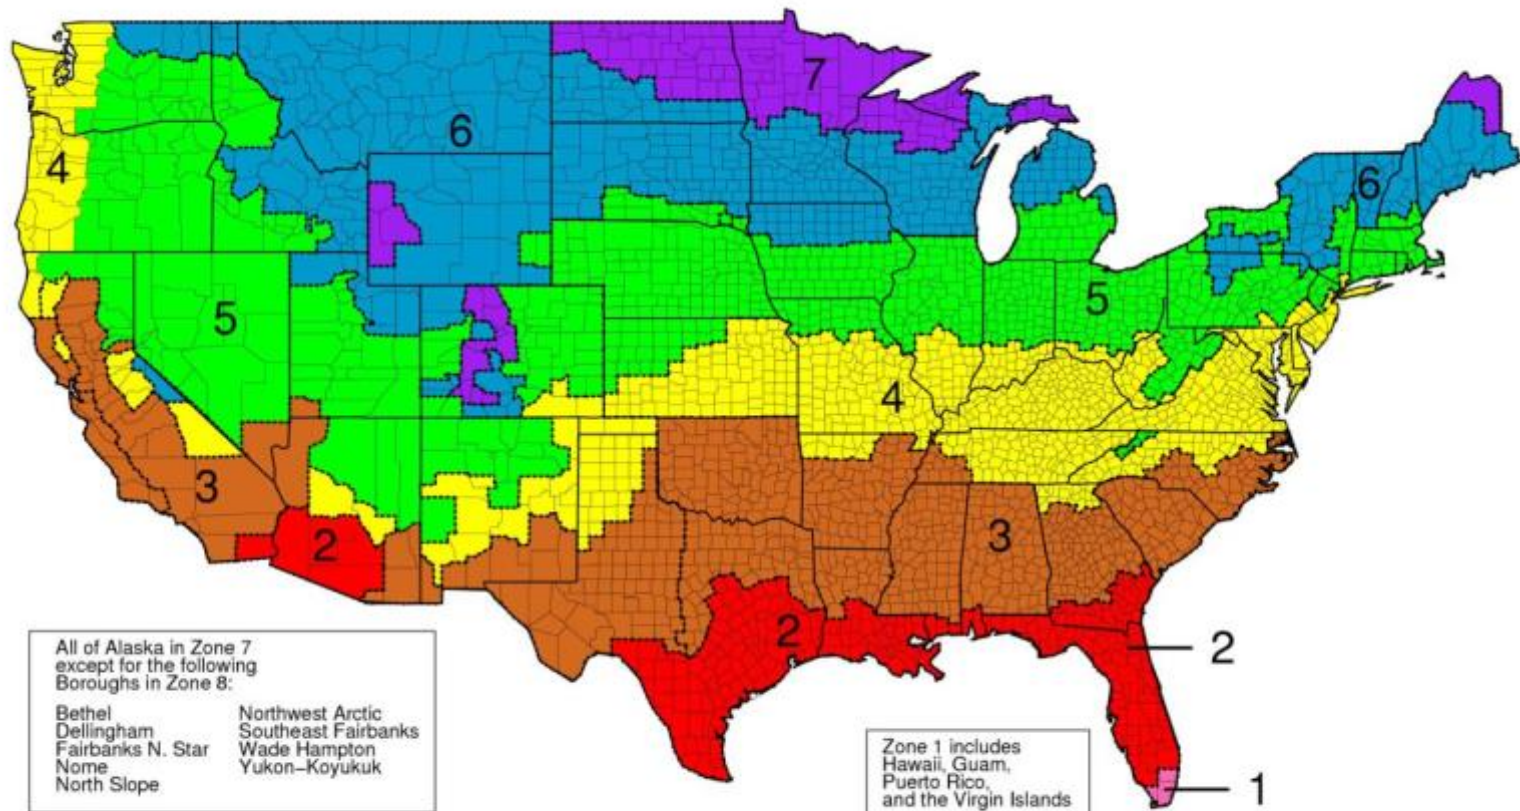 7
6
4
6
5
5
4
3
3
2
2
2
1
All of Alaska in Zone 7
except for the following
Boroughs in Zone 8:
Bethel Northwest Arctic
Dellingham Southeast Fairbanks
Fairbanks N. Star Wade Hampton
Nome Yukon-Koyukuk
North Slope
Zone 1 includes
Hawaii, Guam,
Puerto Rico,
and the Virgin Islands